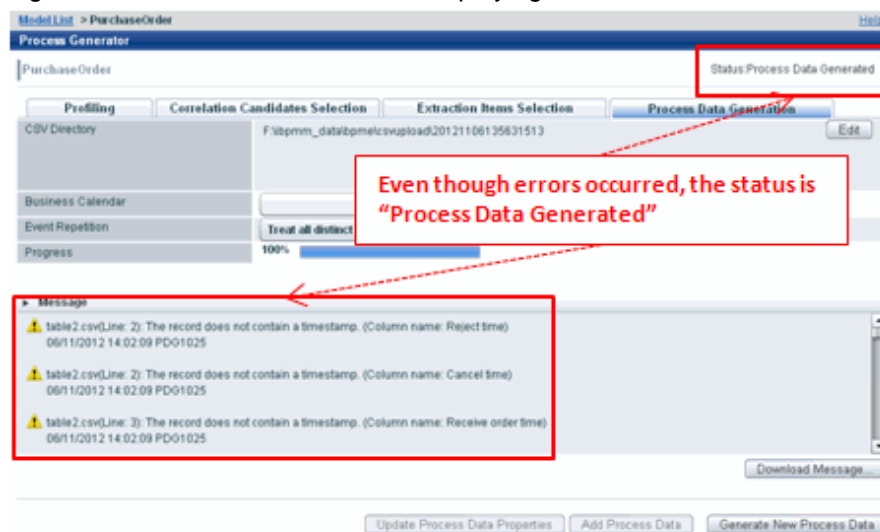 Model List > PurchaseOrder Help
Process Generator
PurchaseOrder Status:Process Data Generated
Profiling Correlation Candidates Selection Extraction Items Selection Process Data Generation
CSV Directory F:\ibpmm_data\bpme\csvupload\20121106135631513 Edit
Even though errors occurred, the status is
"Process Data Generated"
Business Calendar
Event Repetition Treat all distinct
Progress 100%
Message
table2.csv(Line: 2): The record does not contain a timestamp. (Column name: Reject time)
06/11/2012 14:02:09 PDG1025
table2.csv(Line: 2): The record does not contain a timestamp. (Column name: Cancel time)
06/11/2012 14:02:09 PDG1025
table2.csv(Line: 3): The record does not contain a timestamp. (Column name: Receive order time)
06/11/2012 14:02:09 PDG1025
Download Message...
Update Process Data Properties Add Process Data Generate New Process Data